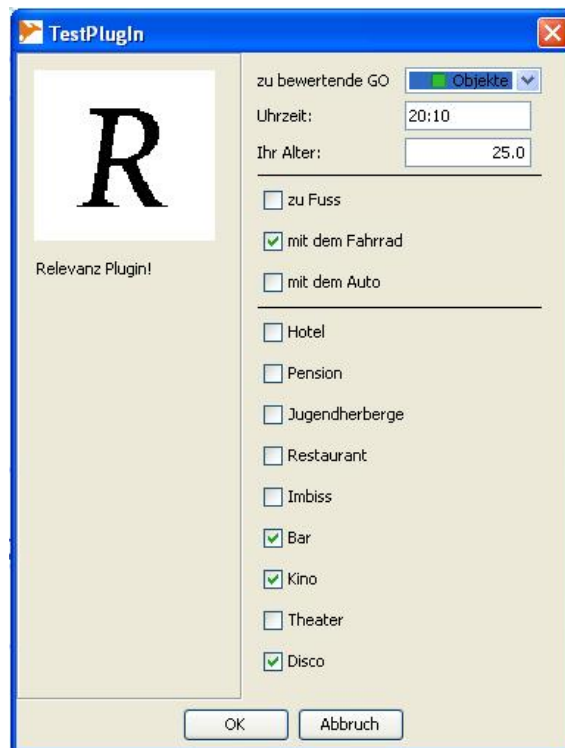 TestPlugIn
R
Relevanz Plugin!
zu bewertende GO Objekte
Uhrzeit: 20:10
Ihr Alter: 25.0
zu Fuss
mit dem Fahrrad
mit dem Auto
Hotel
Pension
Jugendherberge
Restaurant
Imbiss
Bar
Kino
Theater
Disco
OK Abbruch